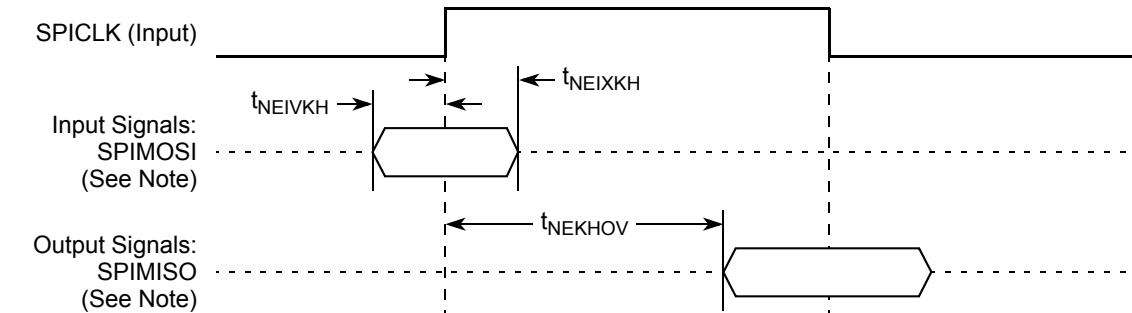 SPICLK (Input)
tNEIXKH
tNEIVKH
Input Signals:
SPIMOSI
(See Note)
tNEKHOV
Output Signals:
SPIMISO
(See Note)